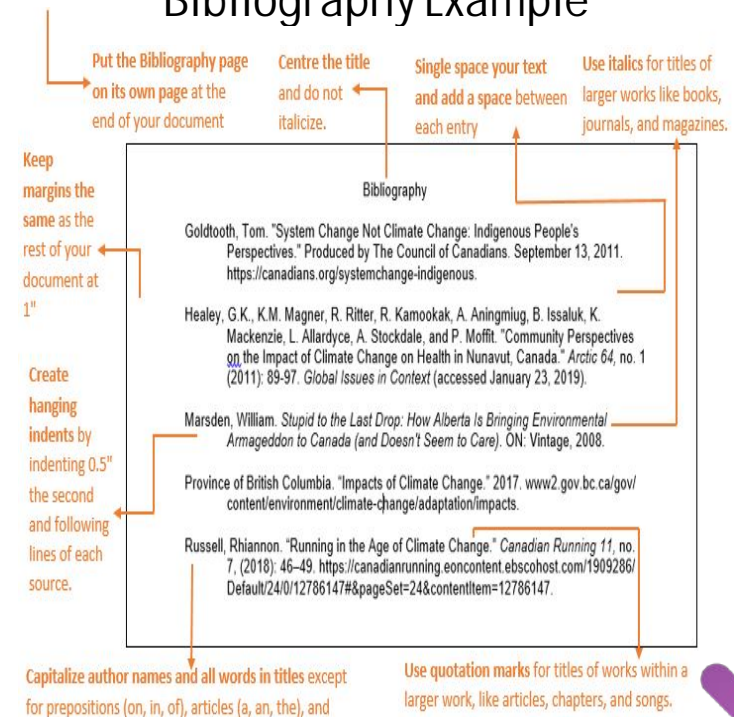 Bibliography Example
Put the Bibliography page
on its own page at the
end of your document
Centre the title
and do not
italicize.
Single space your text
and add a space between
each entry
Use italics for titles of
larger works like books,
journals, and magazines.
Keep
margins the
same as the
rest of your
document at
1"
Bibliography
Goldtooth, Tom. "System Change Not Climate Change: Indigenous People's
Perspectives." Produced by The Council of Canadians. September 13, 2011.
https://canadians.org/systemchange-indigenous.
Healey, G.K., K.M. Magner, R. Ritter, R. Kamookak, A. Aningmiug, B. Issaluk, K.
Mackenzie, L. Allardyce, A. Stockdale, and P. Moffit. "Community Perspectives
on the Impact of Climate Change on Health in Nunavut, Canada." Arctic 64, no. 1
(2011): 89-97. Global Issues in Context (accessed January 23, 2019).
Marsden, William. Stupid to the Last Drop: How Alberta Is Bringing Environmental
Armageddon to Canada (and Doesn't Seem to Care). ON: Vintage, 2008.
Province of British Columbia. "Impacts of Climate Change." 2017. www2.gov.bc.ca/gov/
content/environment/climate-change/adaptation/impacts.
Russell, Rhiannon. "Running in the Age of Climate Change." Canadian Running 11, no.
7, (2018): 46–49. https://canadianrunning.eoncontent.ebscohost.com/1909286/
Default/24/0/12786147#&pageSet=24&contentItem=12786147.
Create
hanging
indents by
indenting 0.5"
the second
and following
lines of each
source.
Capitalize author names and all words in titles except
for prepositions (on, in, of), articles (a, an, the), and
Use quotation marks for titles of works within a
larger work, like articles, chapters, and songs.